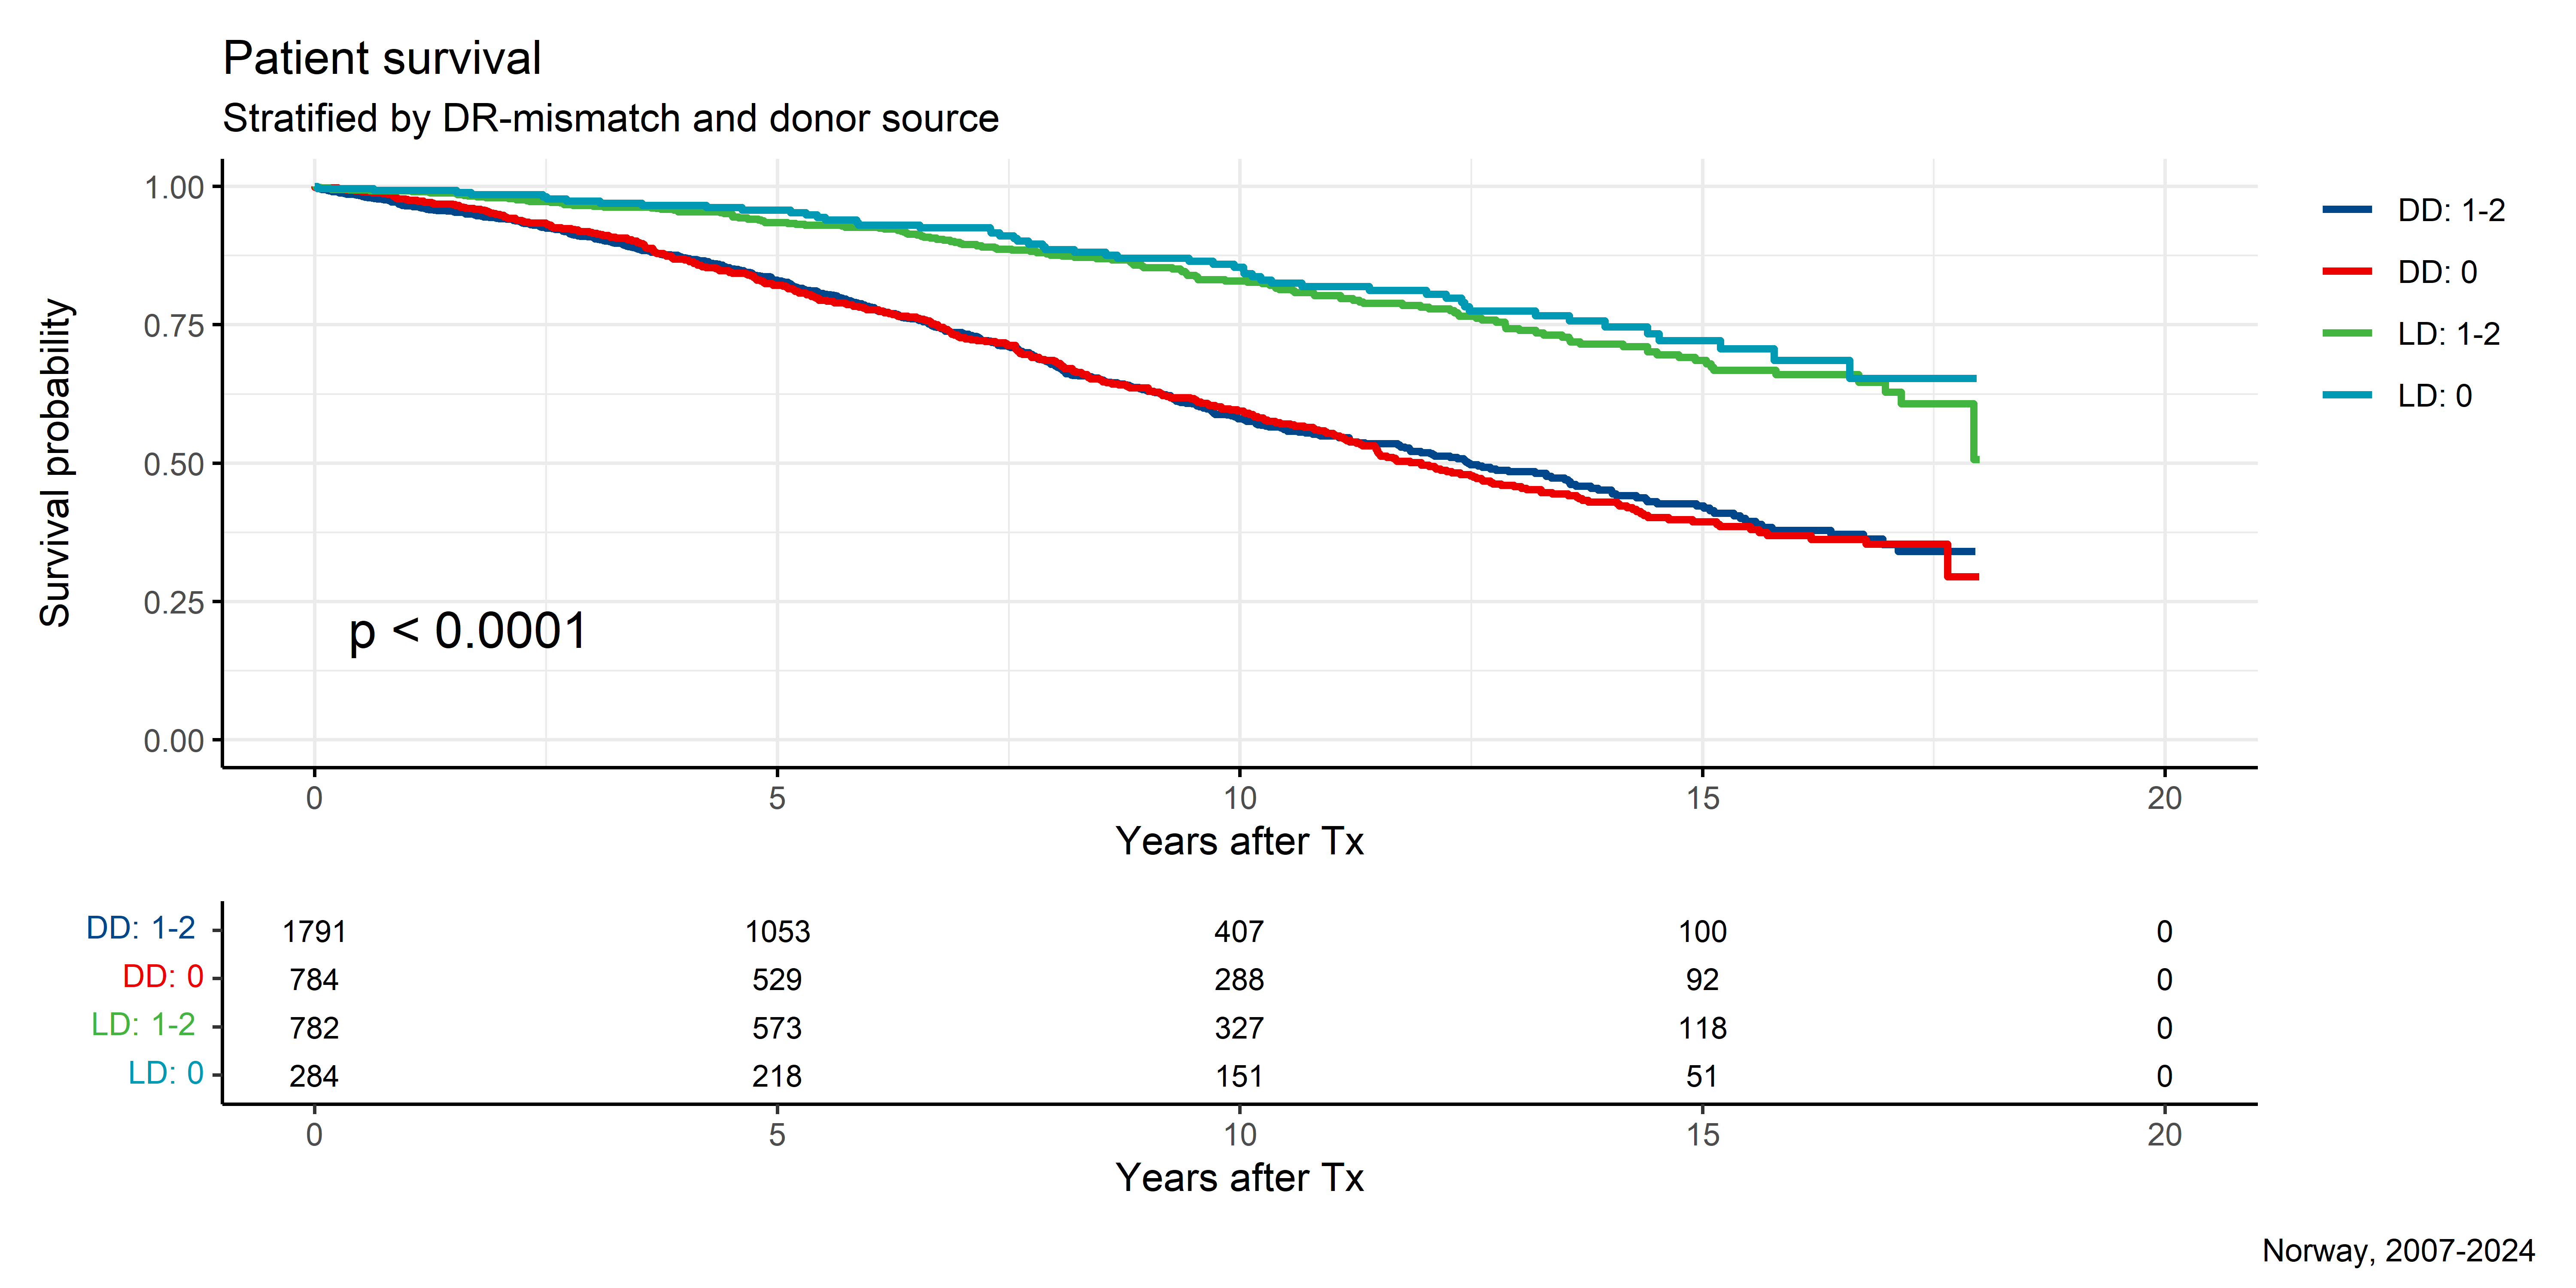 Patient survival
Stratified by DR-mismatch and donor source
Survival probability
1.00
0.75
0.50
0.25
0.00
p < 0.0001
0 5 10 15 20
Years after Tx
DD: 1-2
DD: 0
LD: 1-2
LD: 0
DD: 1-2 1791 1053 407 100 0
DD: 0 784 529 288 92 0
LD: 1-2 782 573 327 118 0
LD: 0 284 218 151 51 0
0 5 10 15 20
Years after Tx
Norway, 2007-2024